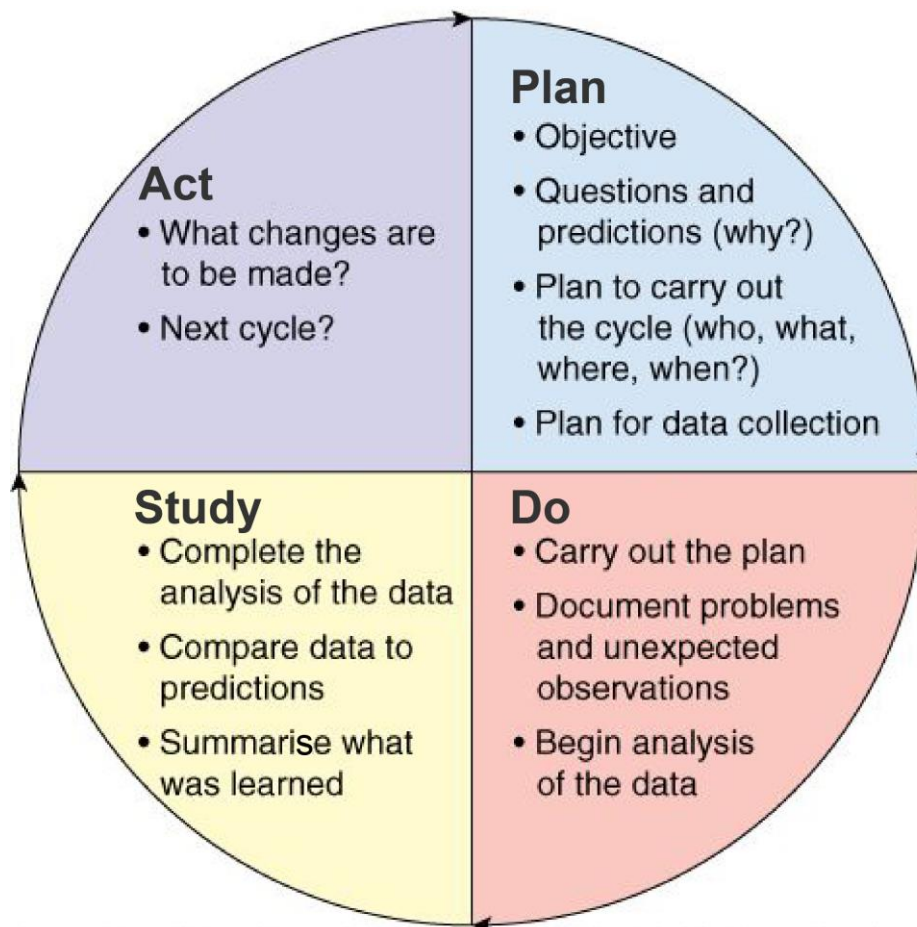 Plan
• Objective
• Questions and
predictions (why?)
• Plan to carry out
the cycle (who, what,
where, when?)
• Plan for data collection
Do
• Carry out the plan
• Document problems
and unexpected
observations
• Begin analysis
of the data
Study
• Complete the
analysis of the data
• Compare data to
predictions
• Summarise what
was learned
Act
• What changes are
to be made?
• Next cycle?